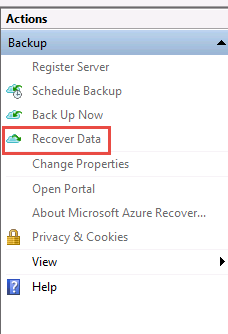 Actions
Backup
Register Server
Schedule Backup
Back Up Now
Recover Data
Change Properties
Open Portal
About Microsoft Azure Recover...
Privacy & Cookies
View
Help